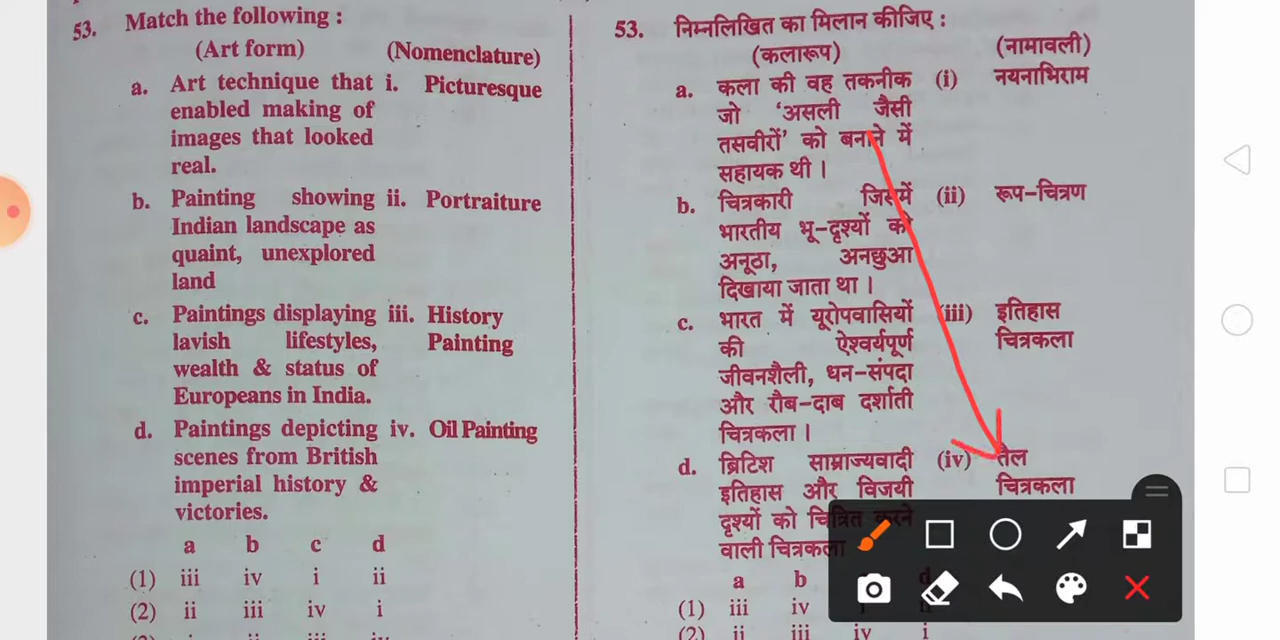 53. Match the following :
(Art form) (Nomenclature)
a. Art technique that i. Picturesque
enabled making of
images that looked
real.
b. Painting showing ii. Portraiture
Indian landscape as
quaint, unexplored
land
c. Paintings displaying iii. History
lavish lifestyles, Painting
wealth & status of
Europeans in India.
d. Paintings depicting iv. Oil Painting
scenes from British
imperial history &
victories.
a b c d
(1) iii iv i ii
(2) ii iii iv i
53. निम्नलिखित का मिलान कीजिए :
(कलारूप) (नामावली)
a. कला की वह तकनीक (i) नयनाभिराम
जो 'असली जैसी
तसवीरों' को बनाने में
सहायक थी ।
b. चित्रकारी जिसमें (ii) रूप-चित्रण
भारतीय भू-दृश्यों को
अनूठा, अनछुआ
दिखाया जाता था ।
c. भारत में यूरोपवासियों (iii) इतिहास
की ऐश्वर्यपूर्ण चित्रकला
जीवनशैली, धन-संपदा
और रौब-दाब दर्शाती
चित्रकला ।
d. ब्रिटिश साम्राज्यवादी (iv) तैल
इतिहास और विजयी चित्रकला
दृश्यों को चित्रित करने
वाली चित्रकला
a b d
(1) iii iv i ii
(2) ii iii iv i